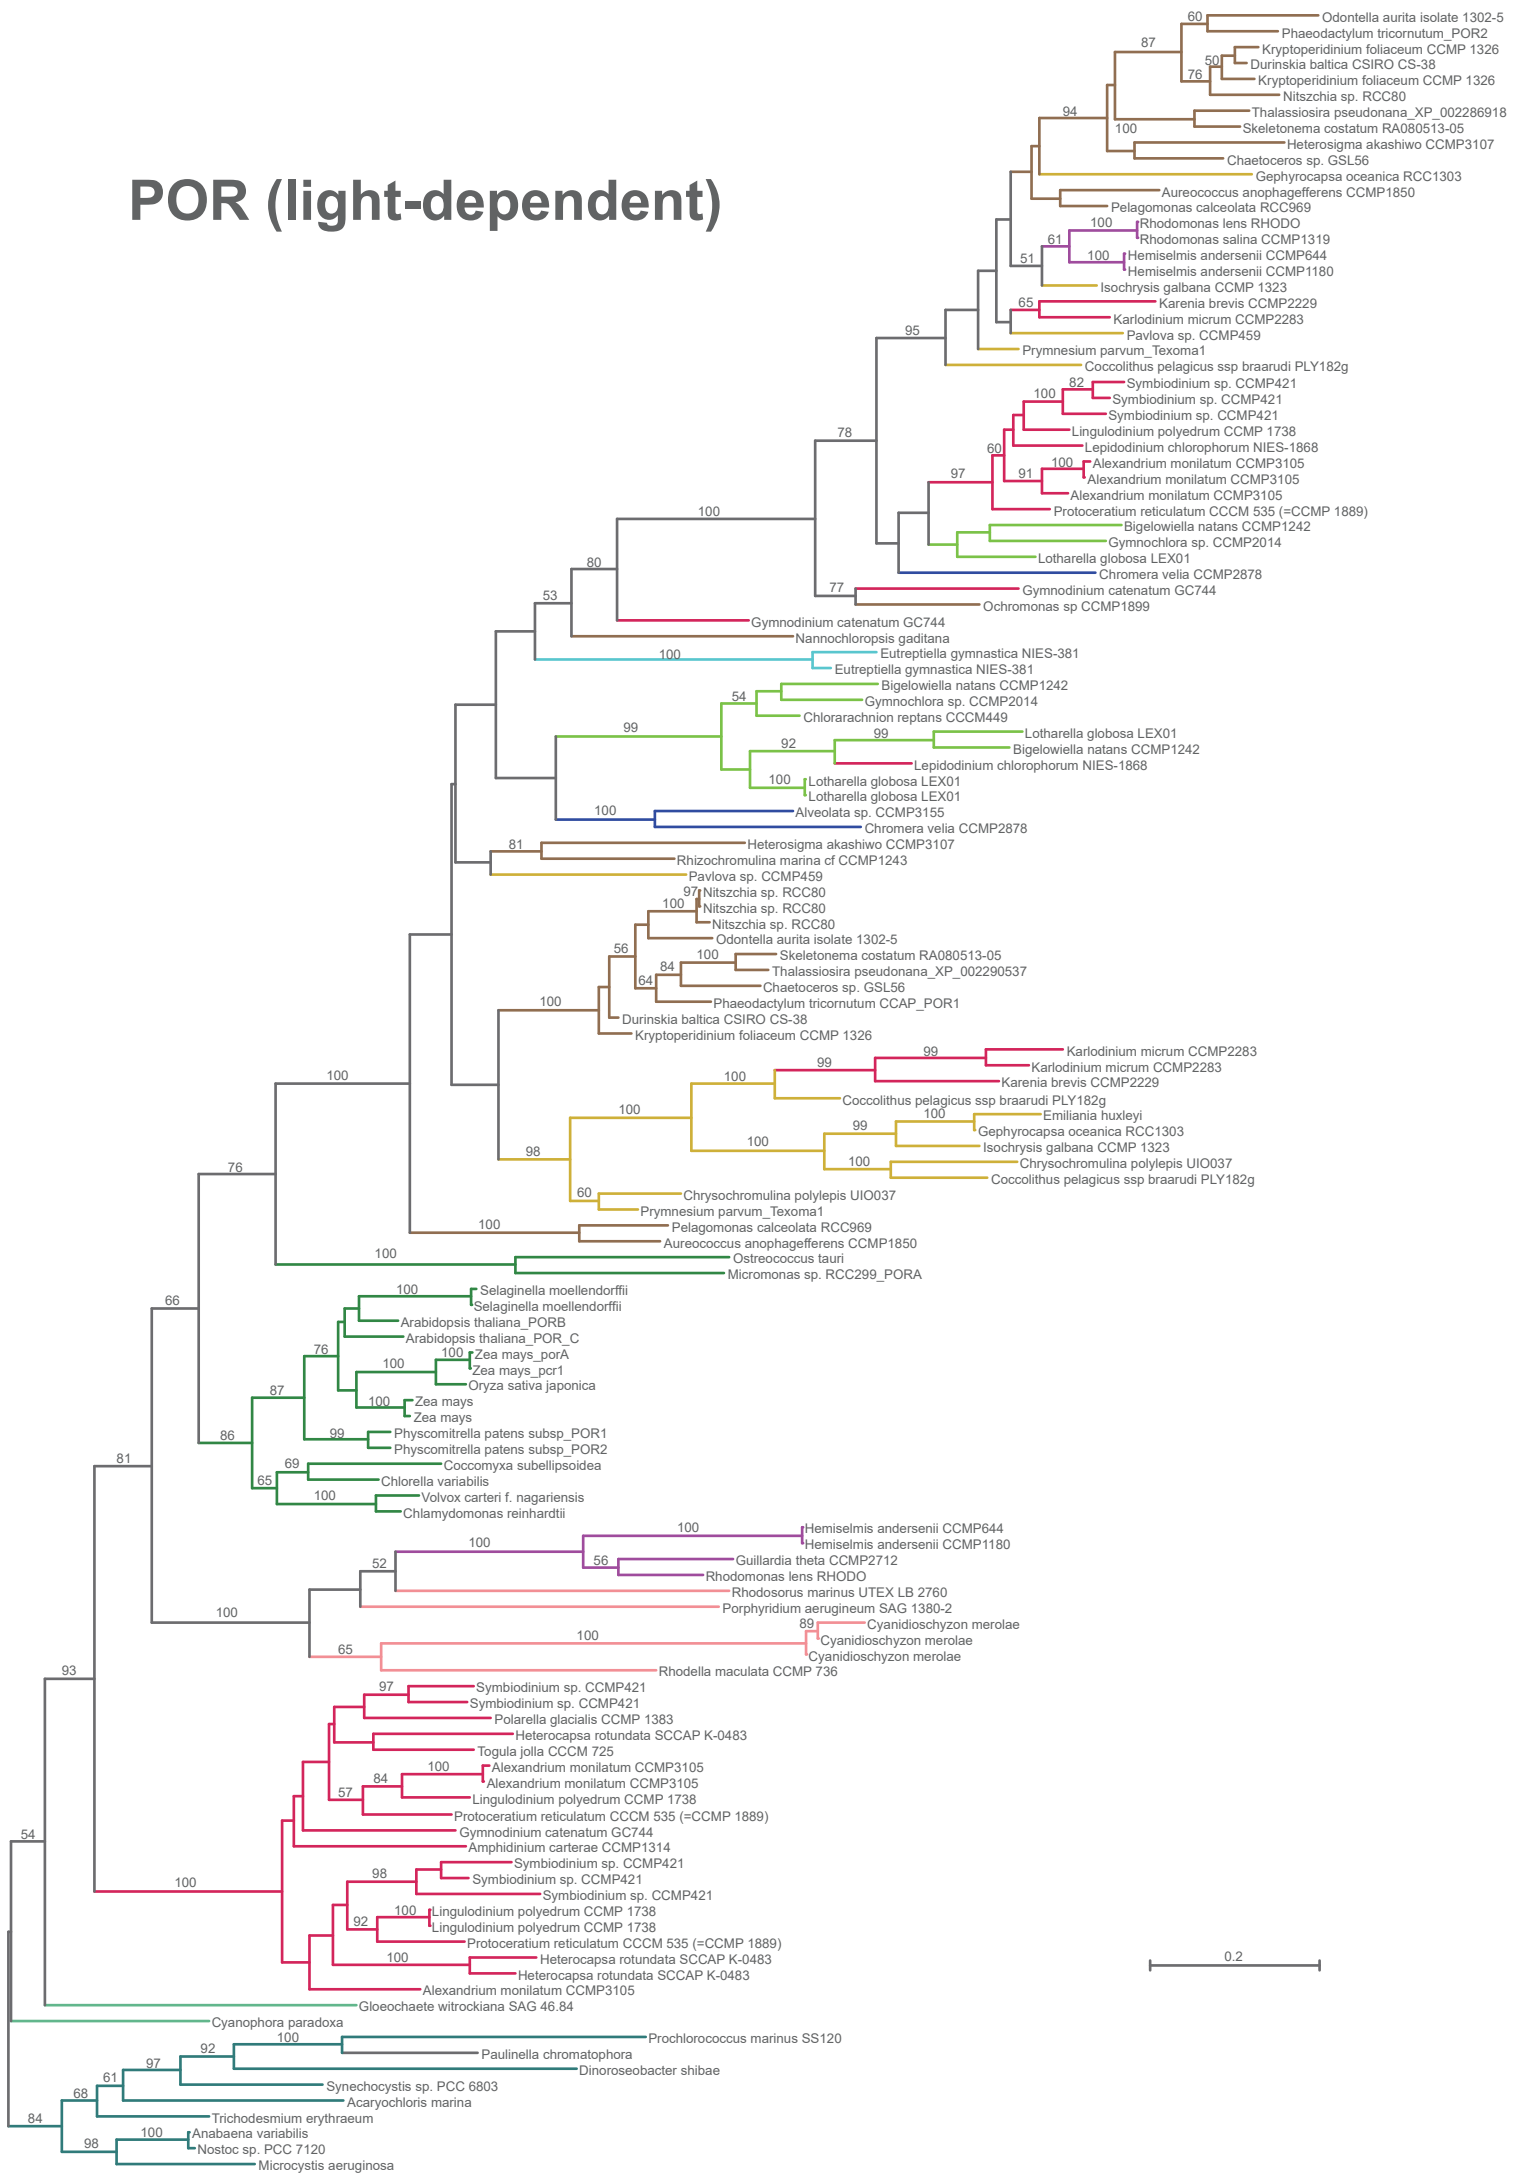 60
Odontella aurita isolate 1302-5
87
Phaeodactylum tricornutum_POR2
Kryptoperidinium foliaceum CCMP 1326
50
Durinskia baltica CSIRO CS-38
76
Kryptoperidinium foliaceum CCMP 1326
Nitszchia sp. RCC80
94
Thalassiosira pseudonana_XP_002286918
100
Skeletonema costatum RA080513-05
Heterosigma akashiwo CCMP3107
Chaetoceros sp. GSL56
Gephyrocapsa oceanica RCC1303
POR (light-dependent)
Aureococcus anophagefferens CCMP1850
Pelagomonas calceolata RCC969
100
Rhodomonas lens RHODO
61
Rhodomonas salina CCMP1319
51
100
Hemiselmis andersenii CCMP644
Hemiselmis andersenii CCMP1180
Isochrysis galbana CCMP 1323
65
Karenia brevis CCMP2229
Karlodinium micrum CCMP2283
95
Pavlova sp. CCMP459
Prymnesium parvum_Texoma1
Coccolithus pelagicus ssp braarudi PLY182g
82
Symbiodinium sp. CCMP421
100
Symbiodinium sp. CCMP421
Symbiodinium sp. CCMP421
78
Lingulodinium polyedrum CCMP 1738
60
Lepidodinium chlorophorum NIES-1868
100
Alexandrium monilatum CCMP3105
97
91
Alexandrium monilatum CCMP3105
Alexandrium monilatum CCMP3105
100
Protoceratium reticulatum CCCM 535 (=CCMP 1889)
Bigelowiella natans CCMP1242
Gymnochlora sp. CCMP2014
Lotharella globosa LEX01
80
Chromera velia CCMP2878
77
Gymnodinium catenatum GC744
53
Ochromonas sp CCMP1899
Gymnodinium catenatum GC744
Nannochloropsis gaditana
100
Eutreptiella gymnastica NIES-381
Eutreptiella gymnastica NIES-381
Bigelowiella natans CCMP1242
54
Gymnochlora sp. CCMP2014
Chlorarachnion reptans CCCM449
99
99
Lotharella globosa LEX01
92
Bigelowiella natans CCMP1242
Lepidodinium chlorophorum NIES-1868
100
Lotharella globosa LEX01
Lotharella globosa LEX01
100
Alveolata sp. CCMP3155
Chromera velia CCMP2878
81
Heterosigma akashiwo CCMP3107
Rhizochromulina marina cf CCMP1243
Pavlova sp. CCMP459
97
Nitszchia sp. RCC80
100
Nitszchia sp. RCC80
Nitszchia sp. RCC80
Odontella aurita isolate 1302-5
56
100
Skeletonema costatum RA080513-05
84
Thalassiosira pseudonana_XP_002290537
64
Chaetoceros sp. GSL56
100
Phaeodactylum tricornutum CCAP_POR1
Durinskia baltica CSIRO CS-38
Kryptoperidinium foliaceum CCMP 1326
99
Karlodinium micrum CCMP2283
99
Karlodinium micrum CCMP2283
100
100
Karenia brevis CCMP2229
Coccolithus pelagicus ssp braarudi PLY182g
100
100
Emiliania huxleyi
99
Gephyrocapsa oceanica RCC1303
100
Isochrysis galbana CCMP 1323
98
100
Chrysochromulina polylepis UIO037
76
Coccolithus pelagicus ssp braarudi PLY182g
60
Chrysochromulina polylepis UIO037
Prymnesium parvum_Texoma1
100
Pelagomonas calceolata RCC969
Aureococcus anophagefferens CCMP1850
100
Ostreococcus tauri
Micromonas sp. RCC299_PORA
100
Selaginella moellendorffii
66
Selaginella moellendorffii
Arabidopsis thaliana_PORB
Arabidopsis thaliana_POR_C
76
100
Zea mays_porA
100
Zea mays_pcr1
Oryza sativa japonica
87
100
Zea mays
Zea mays
86
99
Physcomitrella patens subsp_POR1
Physcomitrella patens subsp_POR2
81
69
Coccomyxa subellipsoidea
65
Chlorella variabilis
100
Volvox carteri f. nagariensis
Chlamydomonas reinhardtii
100
Hemiselmis andersenii CCMP644
100
Hemiselmis andersenii CCMP1180
52
56
Guillardia theta CCMP2712
Rhodomonas lens RHODO
Rhodosorus marinus UTEX LB 2760
100
Porphyridium aerugineum SAG 1380-2
89
Cyanidioschyzon merolae
100
Cyanidioschyzon merolae
65
Cyanidioschyzon merolae
93
Rhodella maculata CCMP 736
97
Symbiodinium sp. CCMP421
Symbiodinium sp. CCMP421
Polarella glacialis CCMP 1383
Heterocapsa rotundata SCCAP K-0483
Togula jolla CCCM 725
100
Alexandrium monilatum CCMP3105
84
Alexandrium monilatum CCMP3105
57
Lingulodinium polyedrum CCMP 1738
Protoceratium reticulatum CCCM 535 (=CCMP 1889)
54
Gymnodinium catenatum GC744
Amphidinium carterae CCMP1314
100
Symbiodinium sp. CCMP421
98
Symbiodinium sp. CCMP421
Symbiodinium sp. CCMP421
100
Lingulodinium polyedrum CCMP 1738
92
Lingulodinium polyedrum CCMP 1738
Protoceratium reticulatum CCCM 535 (=CCMP 1889)
100
Heterocapsa rotundata SCCAP K-0483
0.2
Heterocapsa rotundata SCCAP K-0483
Alexandrium monilatum CCMP3105
Gloeochaete witrockiana SAG 46.84
Cyanophora paradoxa
100
Prochlorococcus marinus SS120
92
Paulinella chromatophora
97
Dinoroseobacter shibae
61
Synechocystis sp. PCC 6803
68
Acaryochloris marina
84
Trichodesmium erythraeum
100
Anabaena variabilis
98
Nostoc sp. PCC 7120
Microcystis aeruginosa